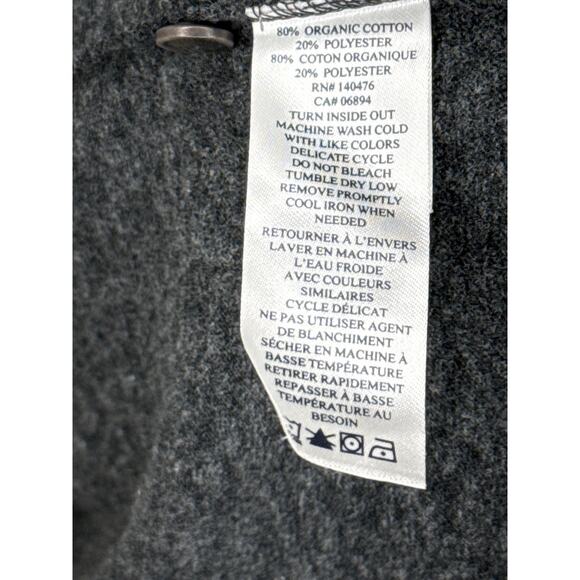 80% ORGANIC COTTON
20% POLYESTER
80% COTON ORGANIQUE
20% POLYESTER
RN# 140476
CA# 06894
TURN INSIDE OUT
MACHINE WASH COLD
WITH LIKE COLORS
DELICATE CYCLE
DO NOT BLEACH
TUMBLE DRY LOW
REMOVE PROMPTLY
COOL IRON WHEN
NEEDED
RETOURNER À L'ENVERS
LAVER EN MACHINE À
L'EAU FROIDE
AVEC COULEURS
SIMILAIRES
CYCLE DÉLICAT
NE PAS UTILISER AGENT
DE BLANCHIMENT
SÉCHER EN MACHINE À
BASSE TEMPÉRATURE
RETIRER RAPIDEMENT
REPASSER À BASSE
TEMPÉRATURE AU
BESOIN